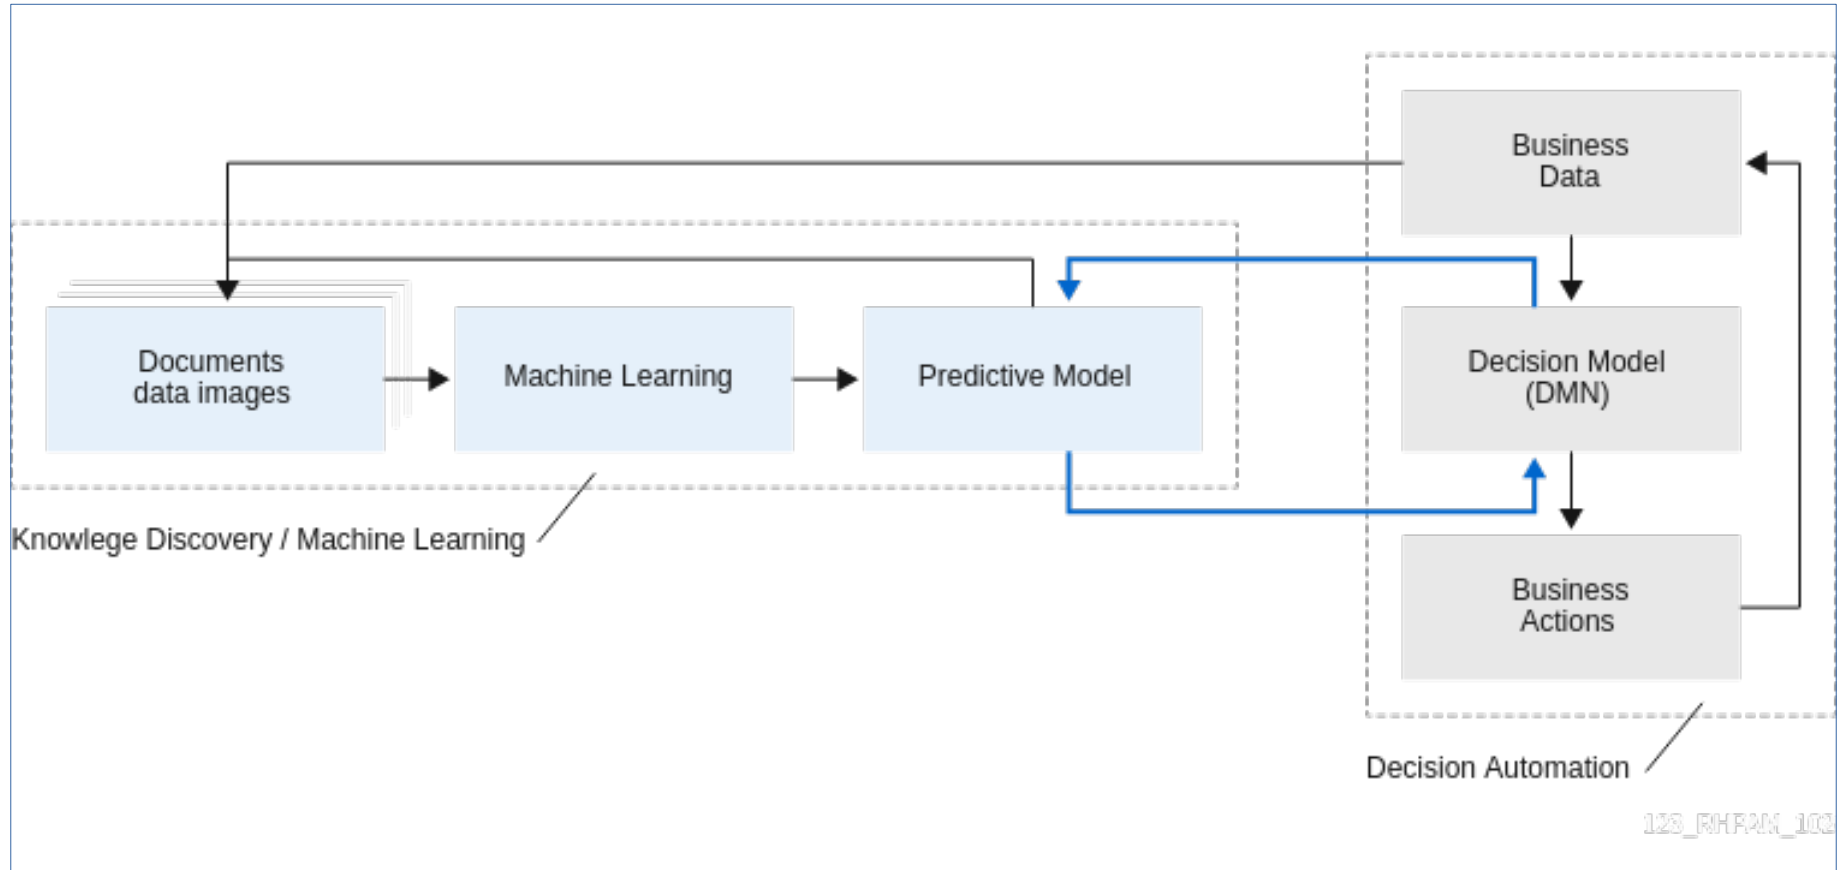 Business
Data
Documents
data images
Machine Learning
Predictive Model
Decision Model
(DMN)
Knowlege Discovery / Machine Learning
Business
Actions
Decision Automation